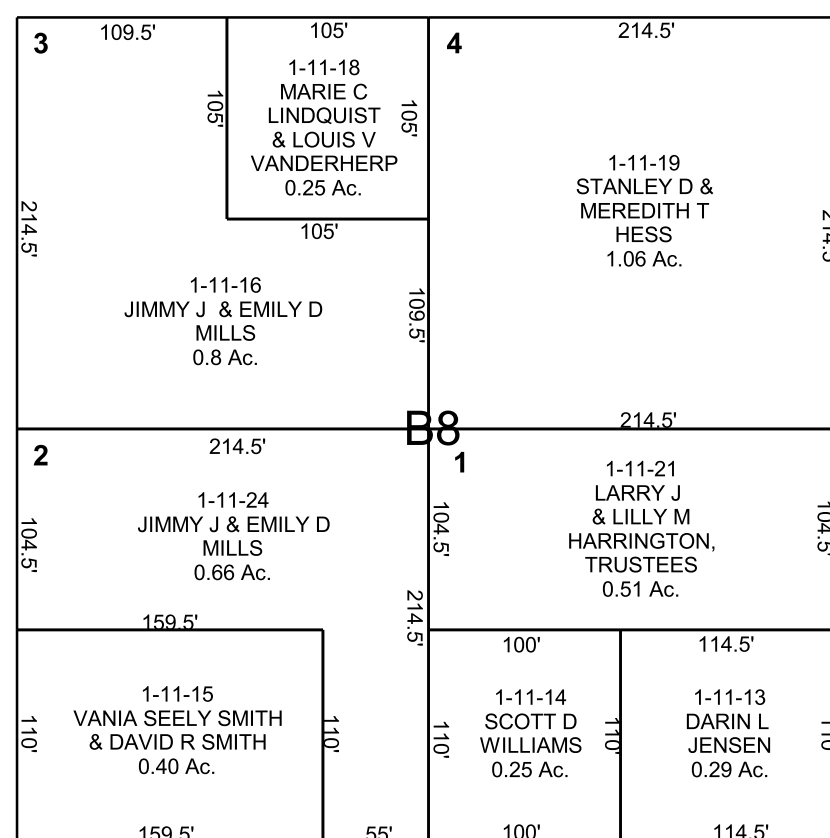 3
109.5'
105'
4
214.5'
1-11-18
MARIE C
LINDQUIST
& LOUIS V
VANDERHERP
0.25 Ac.
105'
105'
105'
214.5'
1-11-16
JIMMY J & EMILY D
MILLS
0.8 Ac.
109.5'
1-11-19
STANLEY D &
MEREDITH T
HESS
1.06 Ac.
214.5'
B8
2
214.5'
1-11-24
JIMMY J & EMILY D
MILLS
0.66 Ac.
104.5'
159.5'
214.5'
1
1-11-21
LARRY J
& LILLY M
HARRINGTON,
TRUSTEES
0.51 Ac.
104.5'
104.5'
1-11-15
VANIA SEELY SMITH
& DAVID R SMITH
0.40 Ac.
110'
110'
159.5'
55'
100'
1-11-14
SCOTT D
WILLIAMS
0.25 Ac.
110'
110'
100'
114.5'
1-11-13
DARIN L
JENSEN
0.29 Ac.
114.5'